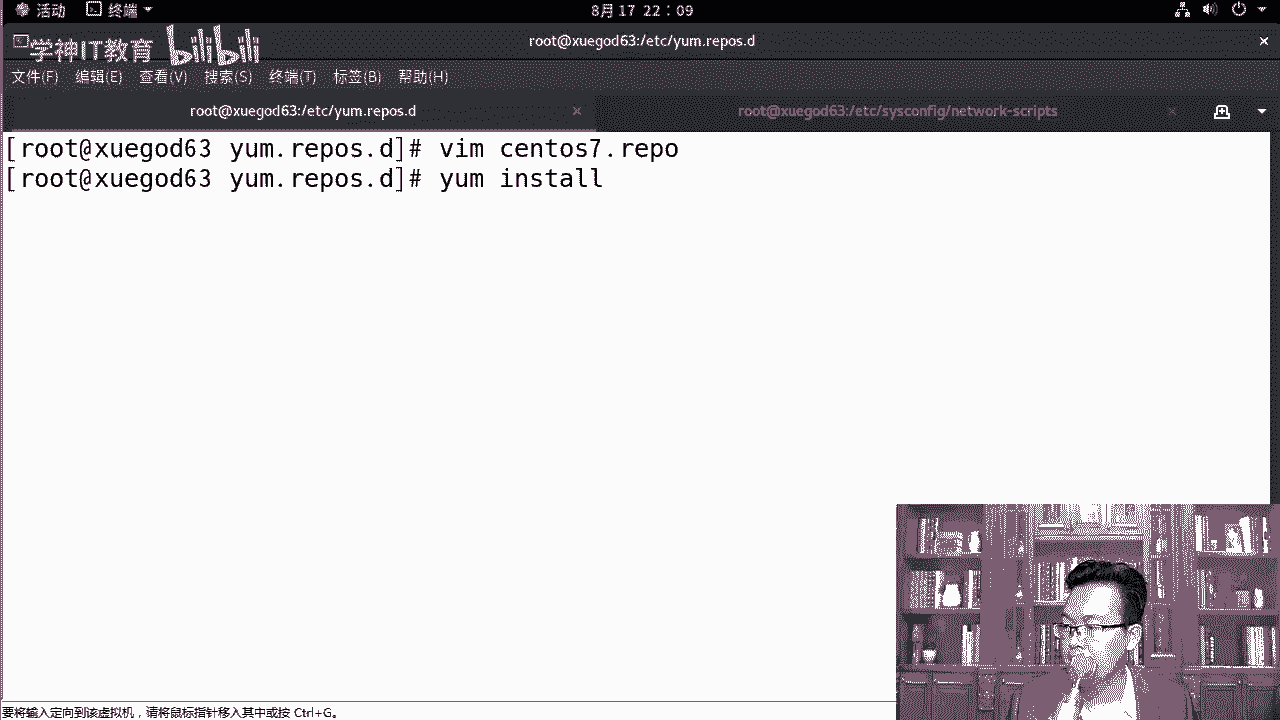 活动 终端 8月 17 22：09
学神IT教育 bilibili
root@xuegod63:/etc/yum.repos.d
文件(F) 编辑(E) 查看(V) 搜索(S) 终端(T) 标签(B) 帮助(H)
root@xuegod63:/etc/yum.repos.d root@xuegod63:/etc/sysconfig/network-scripts
[root@xuegod63 yum.repos.d]# vim centos7.repo
[root@xuegod63 yum.repos.d]# yum install
要将输入定向到该虚拟机，请将鼠标指针移入其中或按 Ctrl+G。